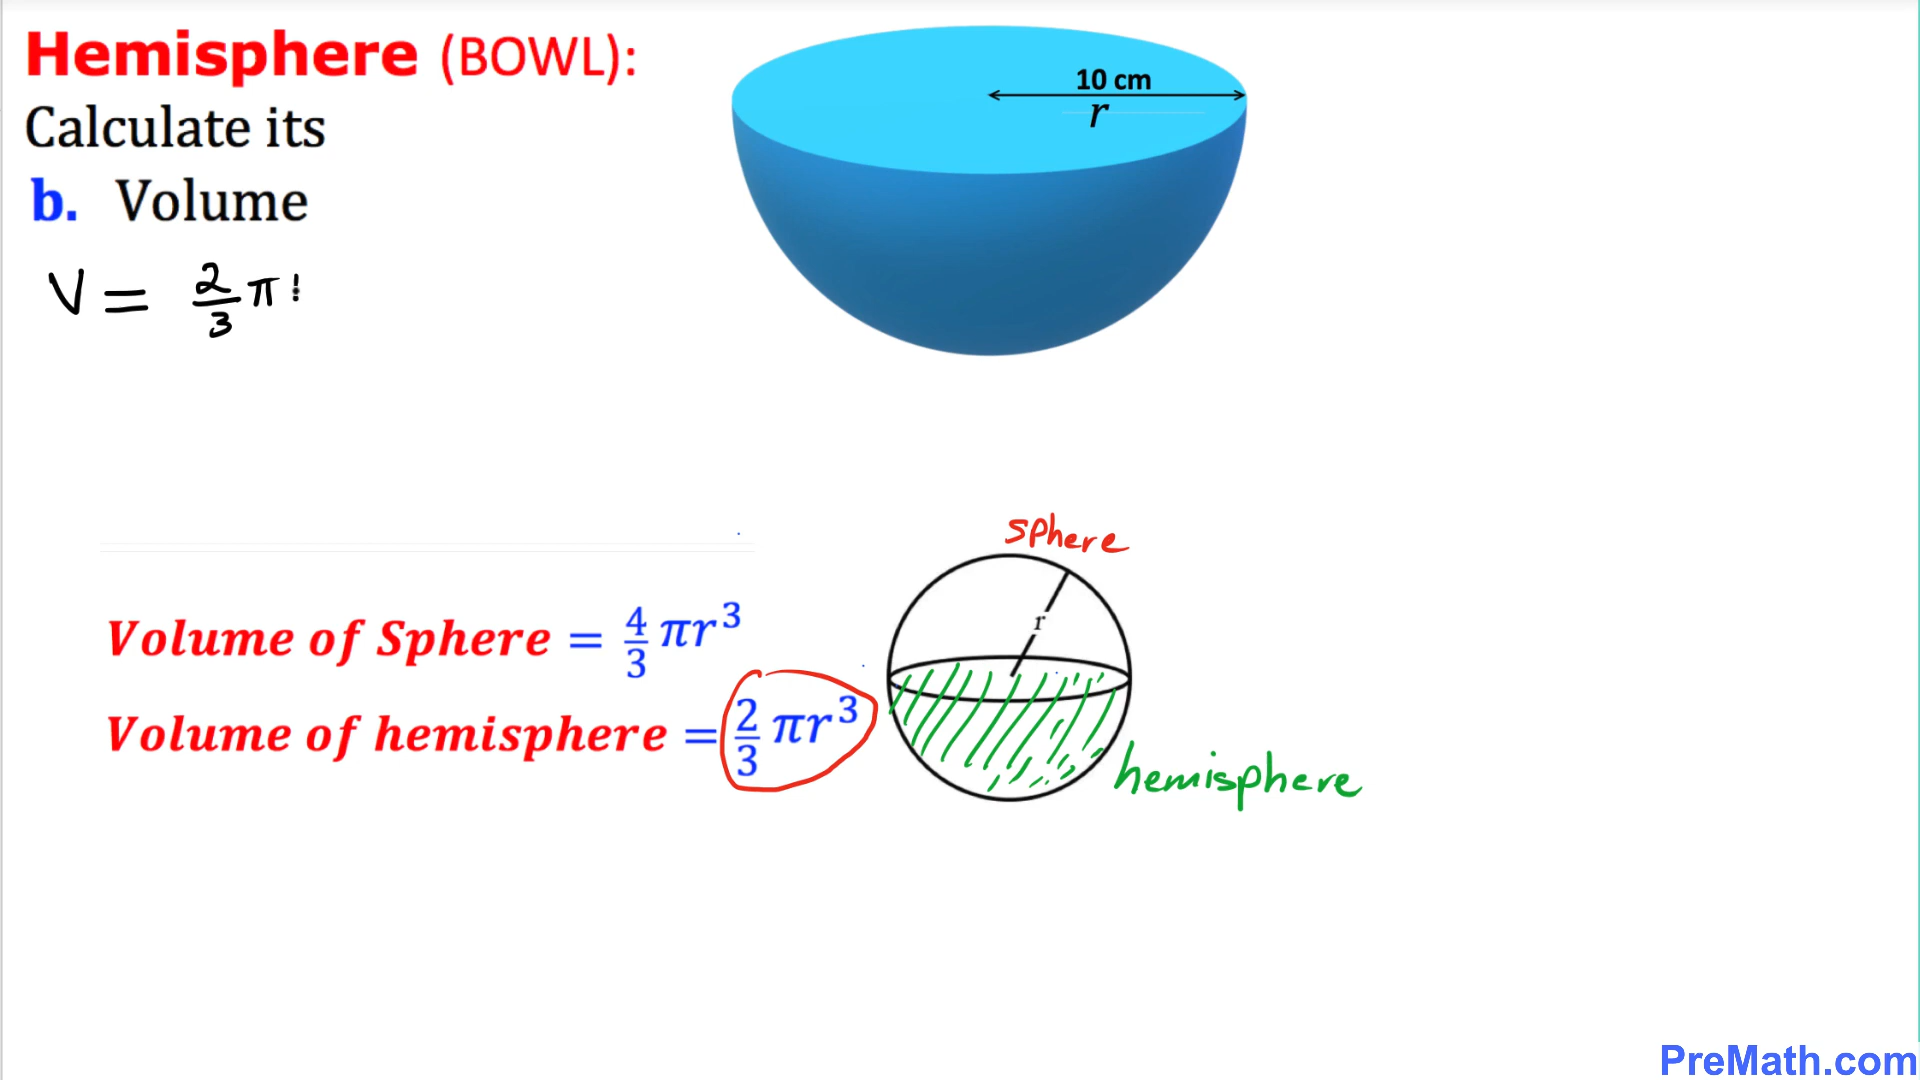 Hemisphere (BOWL):
Calculate its
b. Volume
V = 2/3 π
10 cm
r
sphere
r
Volume of Sphere = 4/3 πr³
Volume of hemisphere = 2/3 πr³
hemisphere
PreMath.com